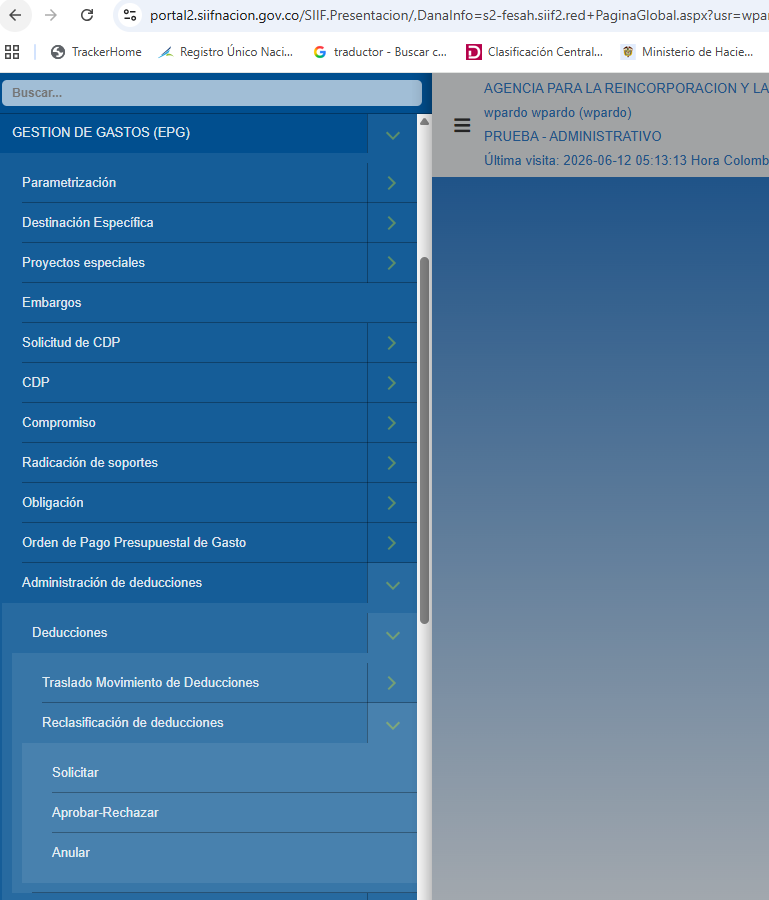 portal2.siifnacion.gov.co/SIIF.Presentacion/,DanaInfo=s2-fesah.siif2.red+PaginaGlobal.aspx?usr=wpar
TrackerHome
Registro Único Naci...
traductor - Buscar c...
Clasificación Central...
Ministerio de Hacie...
Buscar...
GESTION DE GASTOS (EPG)
Parametrización
Destinación Específica
Proyectos especiales
Embargos
Solicitud de CDP
CDP
Compromiso
Radicación de soportes
Obligación
Orden de Pago Presupuestal de Gasto
Administración de deducciones
Deducciones
Traslado Movimiento de Deducciones
Reclasificación de deducciones
Solicitar
Aprobar-Rechazar
Anular
AGENCIA PARA LA REINCORPORACION Y LA
wpardo wpardo (wpardo)
PRUEBA - ADMINISTRATIVO
Última visita: 2026-06-12 05:13:13 Hora Colomb